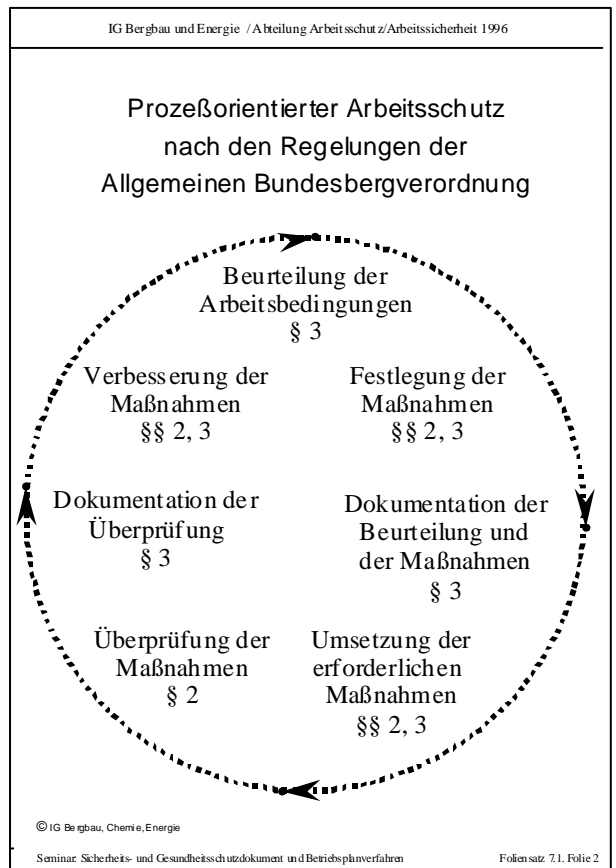 IG Bergbau und Energie / Abteilung Arbeitsschutz/Arbeitssicherheit 1996
Prozeßorientierter Arbeitsschutz
nach den Regelungen der
Allgemeinen Bundesbergverordnung
Beurteilung der
Arbeitsbedingungen
§ 3
Festlegung der
Maßnahmen
§§ 2, 3
Dokumentation der
Beurteilung und
der Maßnahmen
§ 3
Umsetzung der
erforderlichen
Maßnahmen
§§ 2, 3
Überprüfung der
Maßnahmen
§ 2
Dokumentation der
Überprüfung
§ 3
Verbesserung der
Maßnahmen
§§ 2, 3
© IG Bergbau, Chemie, Energie
Seminar: Sicherheits- und Gesundheitsschutzdokument und Betriebsplanverfahren Foliensatz 7.1. Folie 2